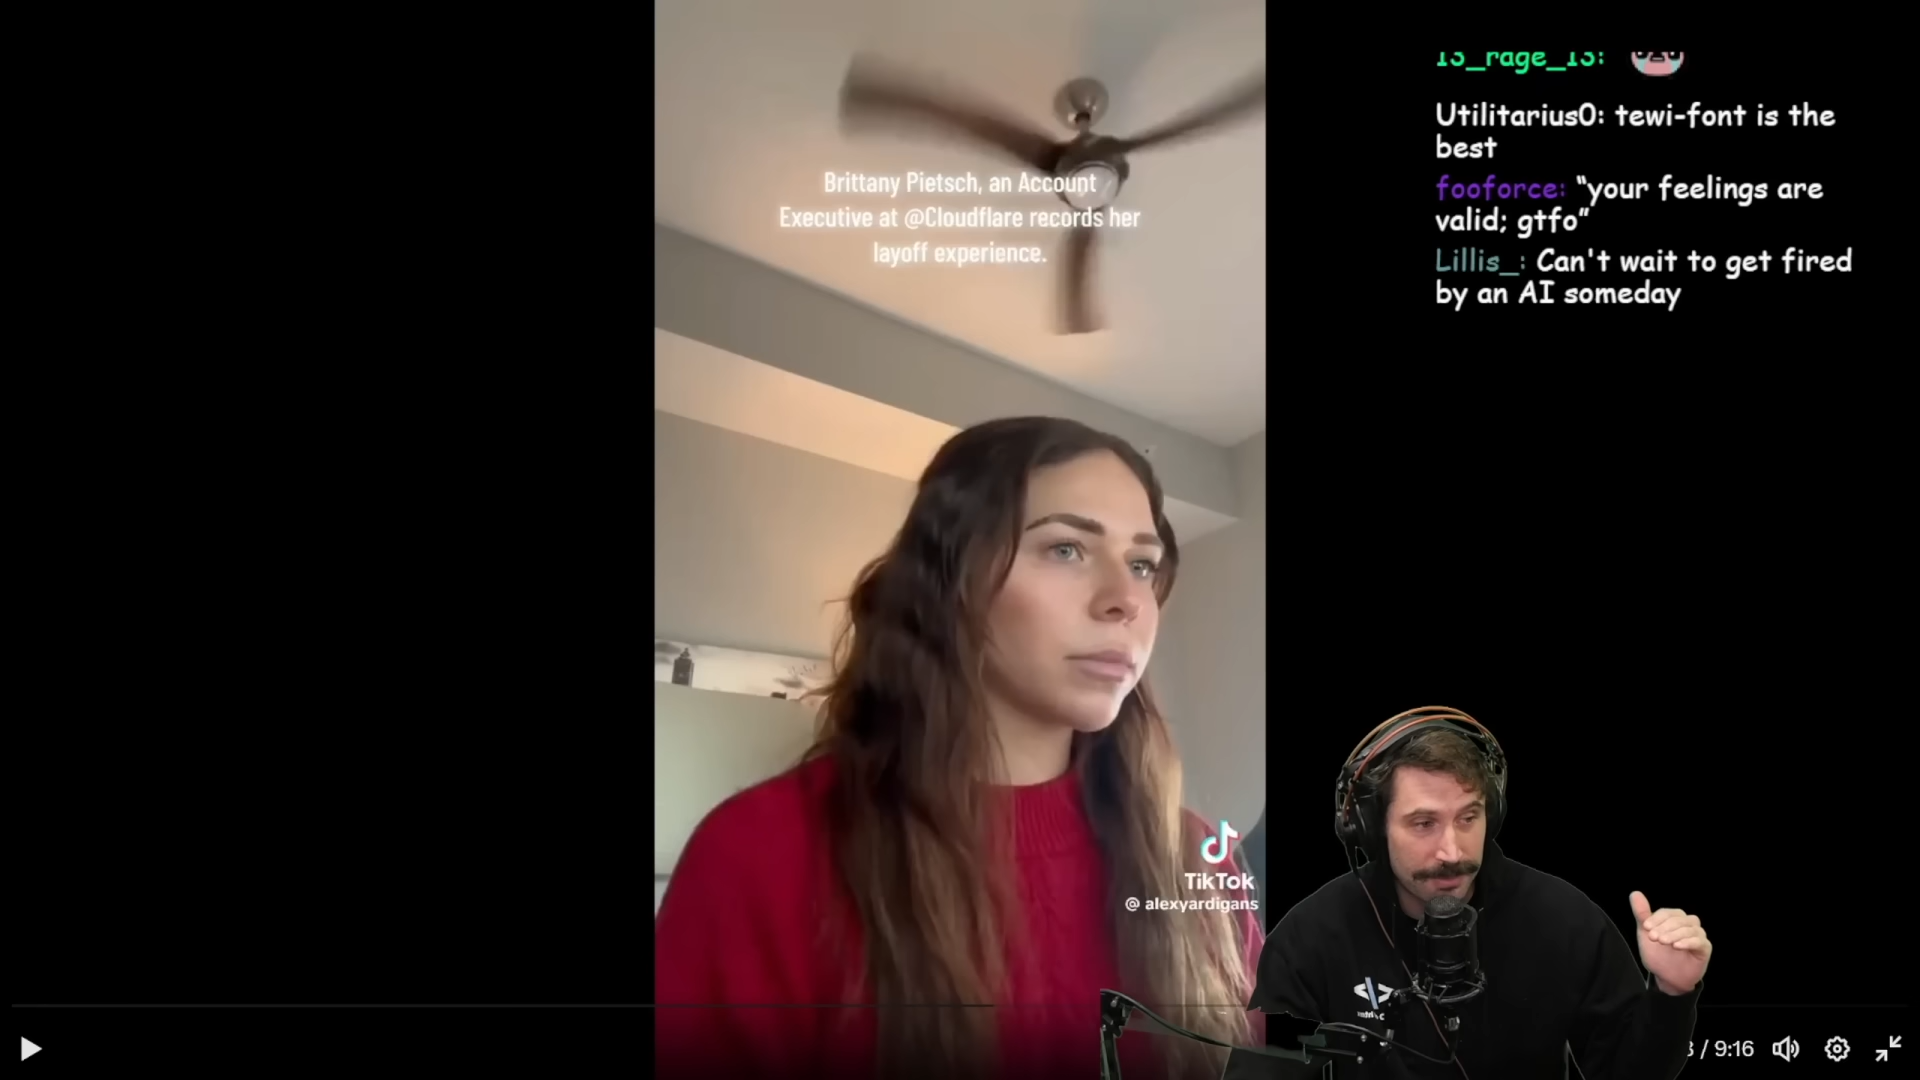 Brittany Pietsch, an Account
Executive at @Cloudflare records her
layoff experience.
13_rage_13:
Utilitarius0: tewi-font is the
best
fooforce: “your feelings are
valid; gtfo”
Lillis_: Can't wait to get fired
by an AI someday
TikTok
@ alexyardigans
/ 9:16